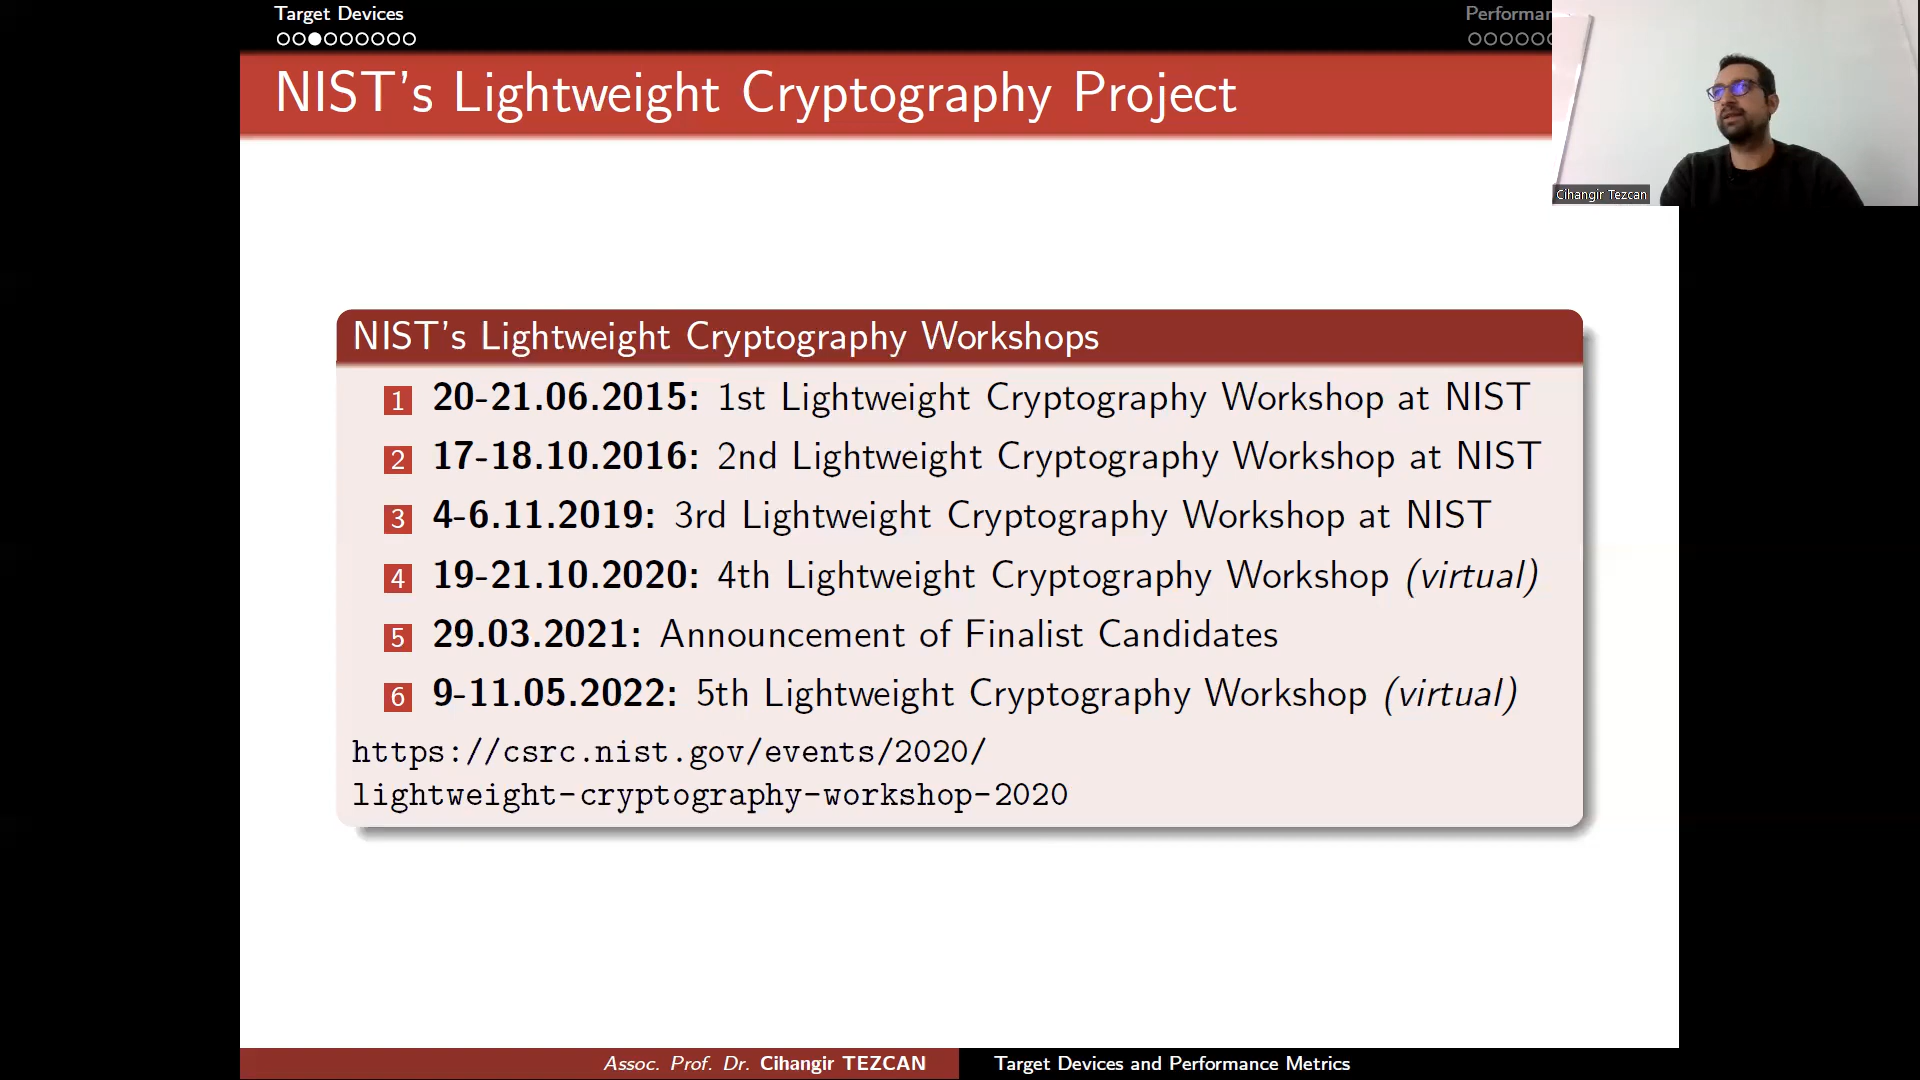 Target Devices
NIST's Lightweight Cryptography Project
Cihangir Tezcan
NIST's Lightweight Cryptography Workshops
1 20-21.06.2015: 1st Lightweight Cryptography Workshop at NIST
2 17-18.10.2016: 2nd Lightweight Cryptography Workshop at NIST
3 4-6.11.2019: 3rd Lightweight Cryptography Workshop at NIST
4 19-21.10.2020: 4th Lightweight Cryptography Workshop (virtual)
5 29.03.2021: Announcement of Finalist Candidates
6 9-11.05.2022: 5th Lightweight Cryptography Workshop (virtual)
https://csrc.nist.gov/events/2020/
lightweight-cryptography-workshop-2020
Assoc. Prof. Dr. Cihangir TEZCAN
Target Devices and Performance Metrics